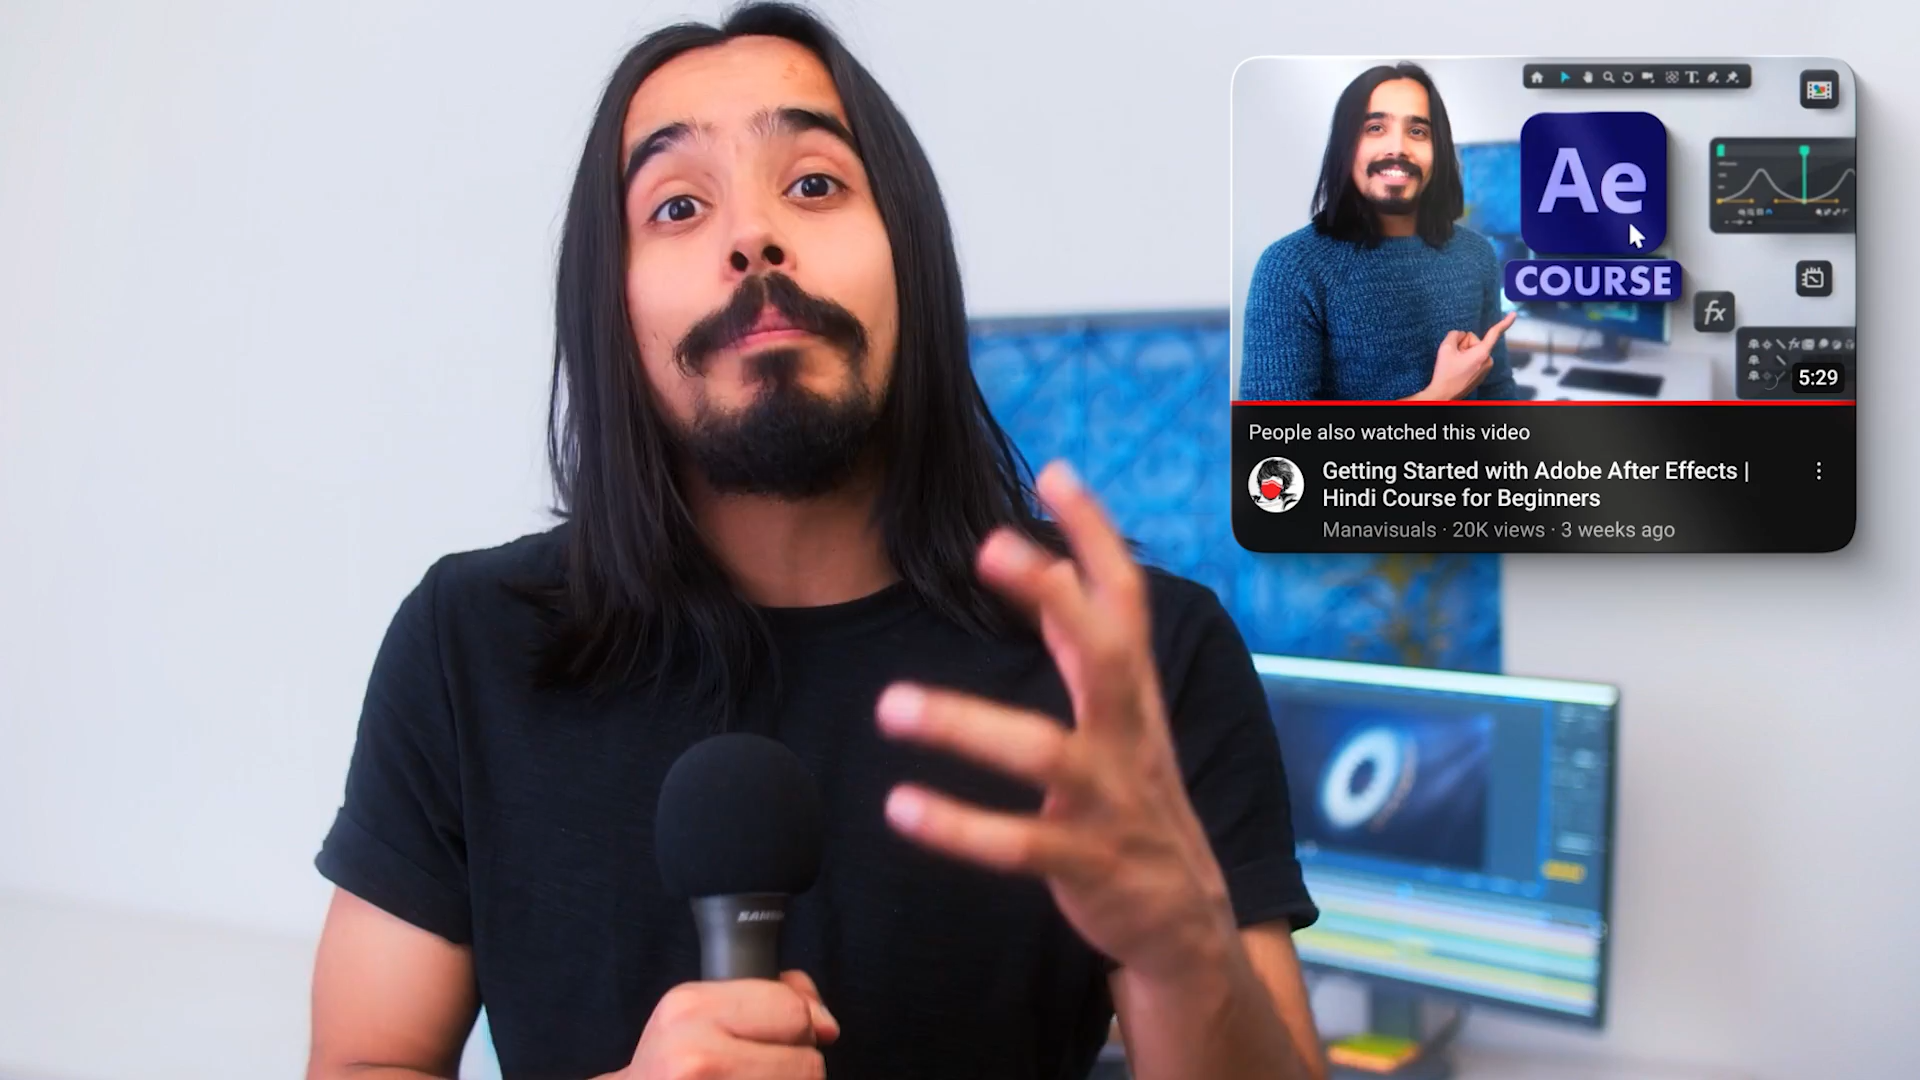 Ae
COURSE
fx
5:29
People also watched this video
Getting Started with Adobe After Effects |
Hindi Course for Beginners
Manavisuals · 20K views · 3 weeks ago